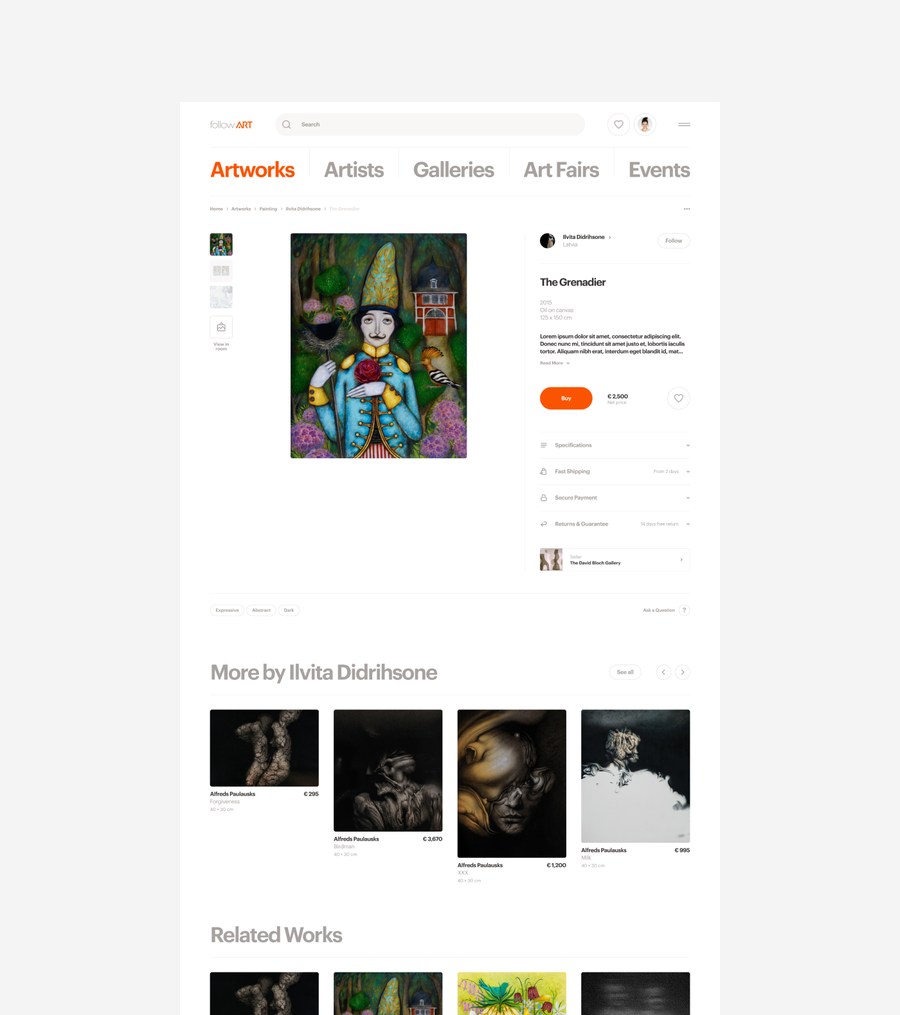 followART
Search
Artworks
Artists
Galleries
Art Fairs
Events
Home > Artworks > Painting > Ilvita Didrihsone > The Grenadier
Ilvita Didrihsone
Latvia
Follow
The Grenadier
2015
Oil on canvas
125 x 150 cm
Lorem ipsum dolor sit amet, consectetur adipiscing elit.
Donec nunc mi, tincidunt sit amet justo et, lobortis iaculis
tortor. Aliquam nibh erat, interdum eget blandit id, mat...
Read More
View in
room
Buy
€ 2,500
Specifications
Fast Shipping
From 2 days
Secure Payment
Returns & Guarantee
14 days free return
The David Bloch Gallery
Expressive
Abstract
Dark
Ask a Question
?
More by Ilvita Didrihsone
See all
Alfreds Paulausks
€ 295
Forgiveness
40 × 30 cm
Alfreds Paulausks
€ 3,670
Birdman
40 × 30 cm
Alfreds Paulausks
€ 1,200
XXX
40 × 30 cm
Alfreds Paulausks
€ 995
Milk
40 × 30 cm
Related Works